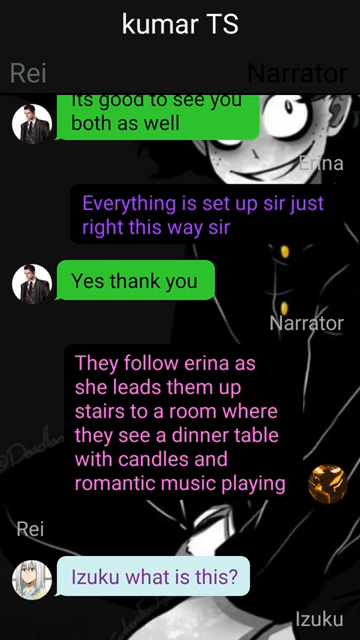 kumar TS
Rei
Narrator
Its good to see you
both as well
Erina
Everything is set up sir just
right this way sir
Yes thank you
Narrator
They follow erina as
she leads them up
stairs to a room where
they see a dinner table
with candles and
romantic music playing
Rei
Izuku what is this?
Izuku